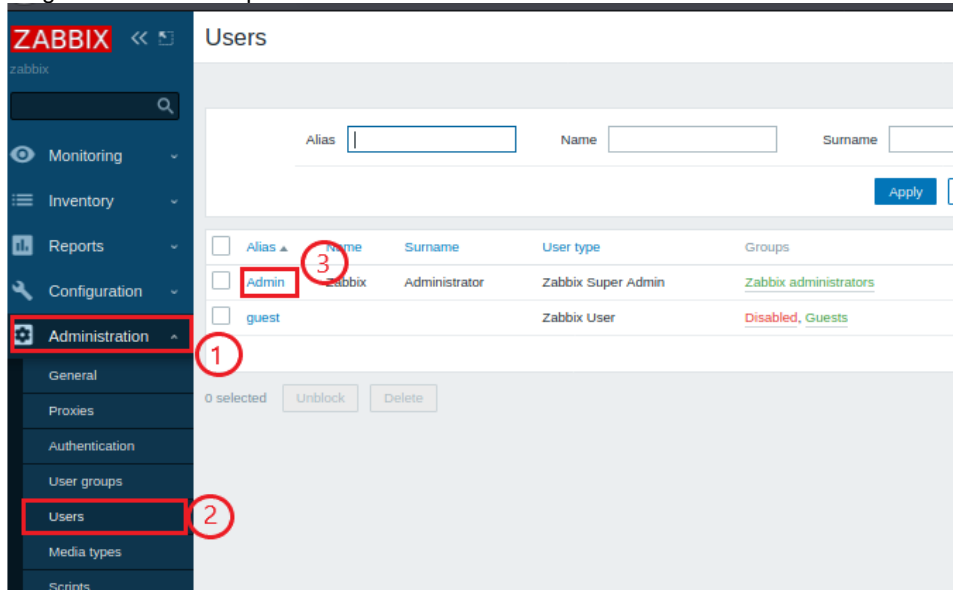 ZABBIX
zabbix
Monitoring
Inventory
Reports
Configuration
Administration
General
Proxies
Authentication
User groups
Users
Media types
Scripts
1
2
Users
Alias Name Surname
Apply
Alias Name Surname User type Groups
3
Admin Zabbix Administrator Zabbix Super Admin Zabbix administrators
guest Zabbix User Disabled, Guests
0 selected Unblock Delete